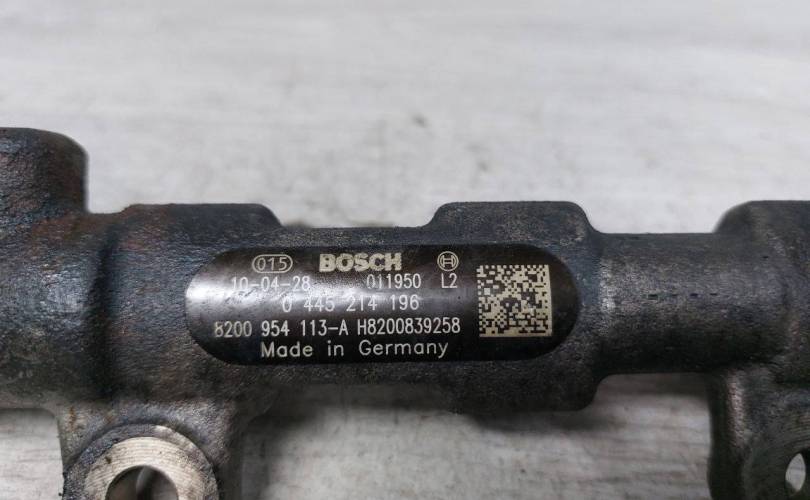 015 BOSCH
10-04-28 011950 L2
0 445 214 196
8200 954 113-A H8200839258
Made in Germany